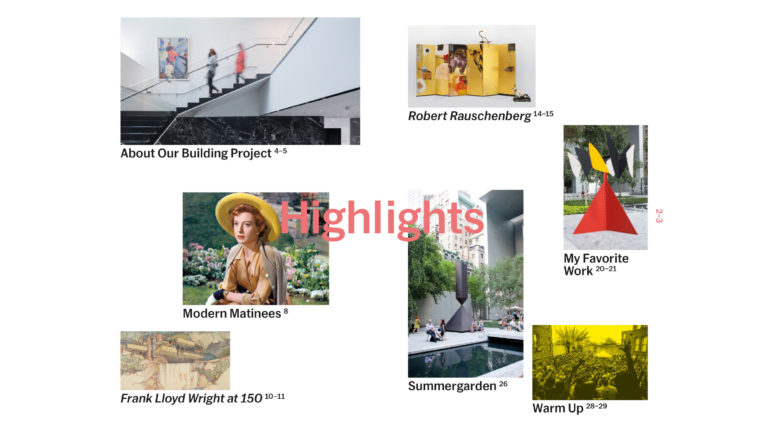 Highlights
About Our Building Project 4–5
Robert Rauschenberg 14–15
My Favorite
Work 20–21
2–3
Modern Matinees 8
Frank Lloyd Wright at 150 10–11
Summergarden 26
Warm Up 28–29